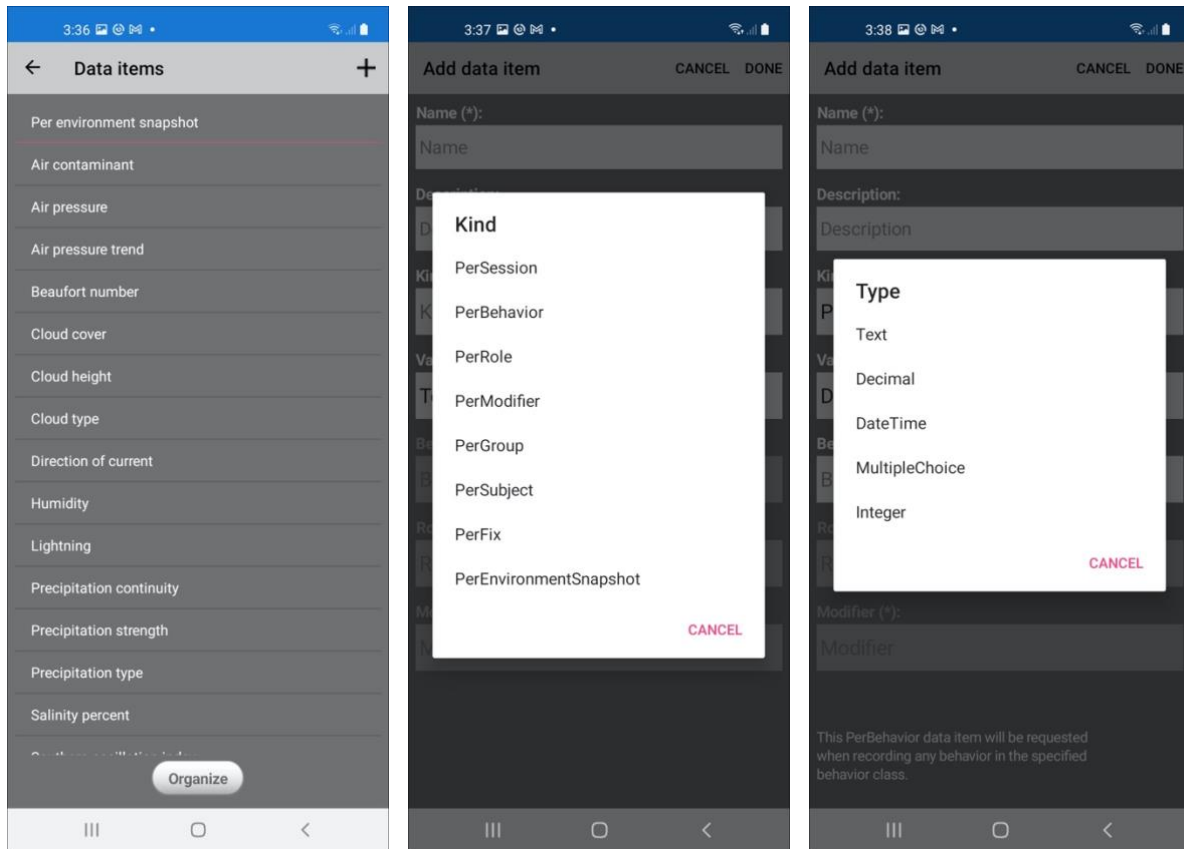 3:36
Data items
Per environment snapshot
Air contaminant
Air pressure
Air pressure trend
Beaufort number
Cloud cover
Cloud height
Cloud type
Direction of current
Humidity
Lightning
Precipitation continuity
Precipitation strength
Precipitation type
Salinity percent
Organize
3:37
Add data item CANCEL DONE
Name (*):
Name
Kind
PerSession
PerBehavior
PerRole
PerModifier
PerGroup
PerSubject
PerFix
PerEnvironmentSnapshot
CANCEL
3:38
Add data item CANCEL DONE
Name (*):
Name
Description:
Description
Type
Text
Decimal
DateTime
MultipleChoice
Integer
CANCEL
Modifier (*):
Modifier
This PerBehavior data item will be requested
when recording any behavior in the specified
behavior class.